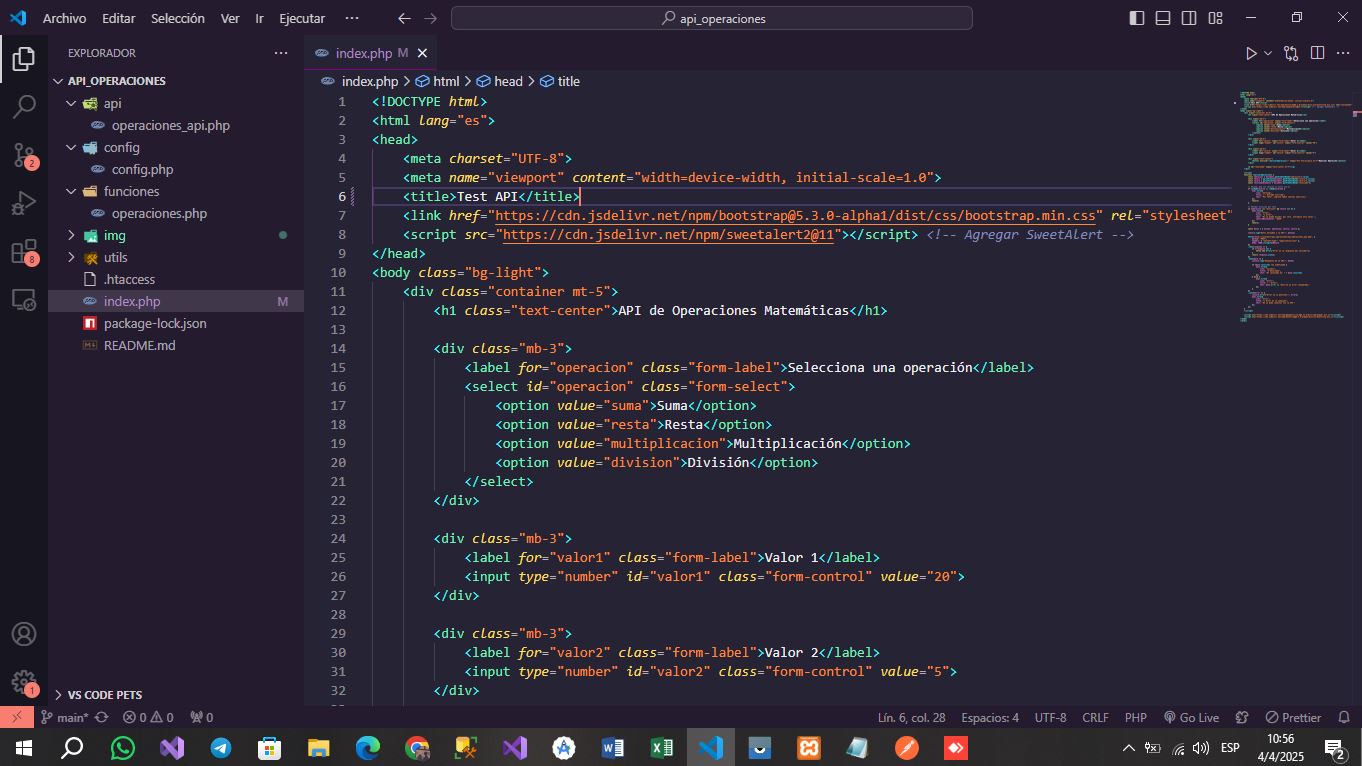 Archivo Editar Selección Ver Ir Ejecutar ··· api_operaciones
EXPLORADOR ···
API_OPERACIONES
api
operaciones_api.php
config
config.php
funciones
operaciones.php
img
utils
.htaccess
index.php M
package-lock.json
README.md
VS CODE PETS
2
8
1
index.php M
index.php > html > head > title
1 <!DOCTYPE html>
2 <html lang="es">
3 <head>
4 <meta charset="UTF-8">
5 <meta name="viewport" content="width=device-width, initial-scale=1.0">
6 <title>Test API</title>
7 <link href="https://cdn.jsdelivr.net/npm/bootstrap@5.3.0-alpha1/dist/css/bootstrap.min.css" rel="stylesheet"
8 <script src="https://cdn.jsdelivr.net/npm/sweetalert2@11"></script> <!-- Agregar SweetAlert -->
9 </head>
10 <body class="bg-light">
11 <div class="container mt-5">
12 <h1 class="text-center">API de Operaciones Matemáticas</h1>
13
14 <div class="mb-3">
15 <label for="operacion" class="form-label">Selecciona una operación</label>
16 <select id="operacion" class="form-select">
17 <option value="suma">Suma</option>
18 <option value="resta">Resta</option>
19 <option value="multiplicacion">Multiplicación</option>
20 <option value="division">División</option>
21 </select>
22 </div>
23
24 <div class="mb-3">
25 <label for="valor1" class="form-label">Valor 1</label>
26 <input type="number" id="valor1" class="form-control" value="20">
27 </div>
28
29 <div class="mb-3">
30 <label for="valor2" class="form-label">Valor 2</label>
31 <input type="number" id="valor2" class="form-control" value="5">
32 </div>
main* 0 0 0 Lín. 6, col. 28 Espacios: 4 UTF-8 CRLF PHP Go Live Prettier
ESP 10:56
4/4/2025
2